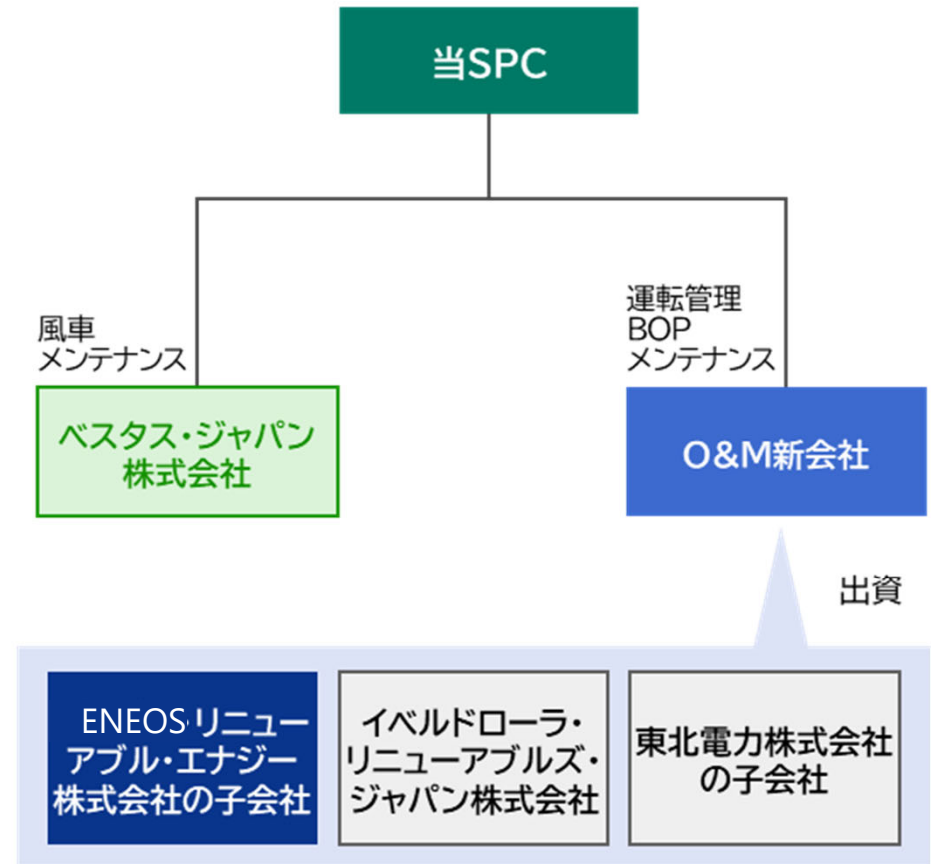 当SPC
風車
メンテナンス
運転管理
BOP
メンテナンス
ベスタス・ジャパン
株式会社
O&M新会社
出資
ENEOS・リニュー
アブル・エナジー
株式会社の子会社
イベルドローラ・
リニューアブルズ・
ジャパン株式会社
東北電力株式会社
の子会社